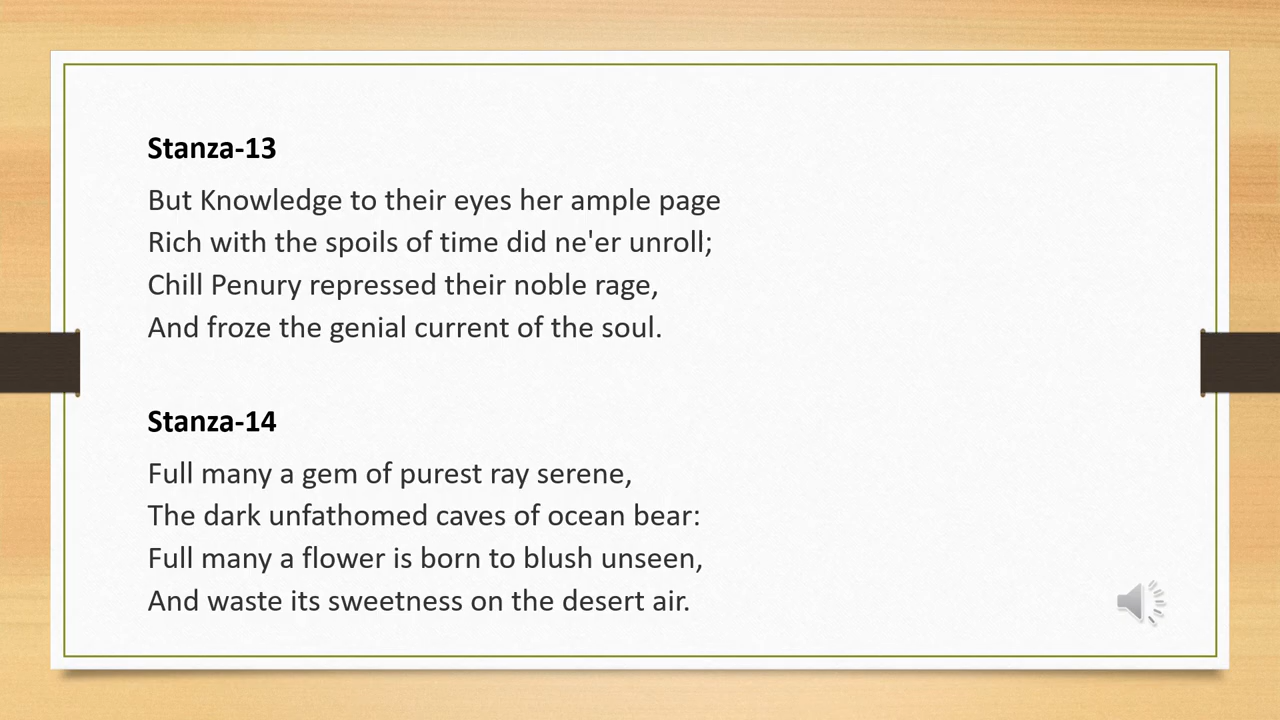 Stanza-13
But Knowledge to their eyes her ample page
Rich with the spoils of time did ne'er unroll;
Chill Penury repressed their noble rage,
And froze the genial current of the soul.
Stanza-14
Full many a gem of purest ray serene,
The dark unfathomed caves of ocean bear:
Full many a flower is born to blush unseen,
And waste its sweetness on the desert air.